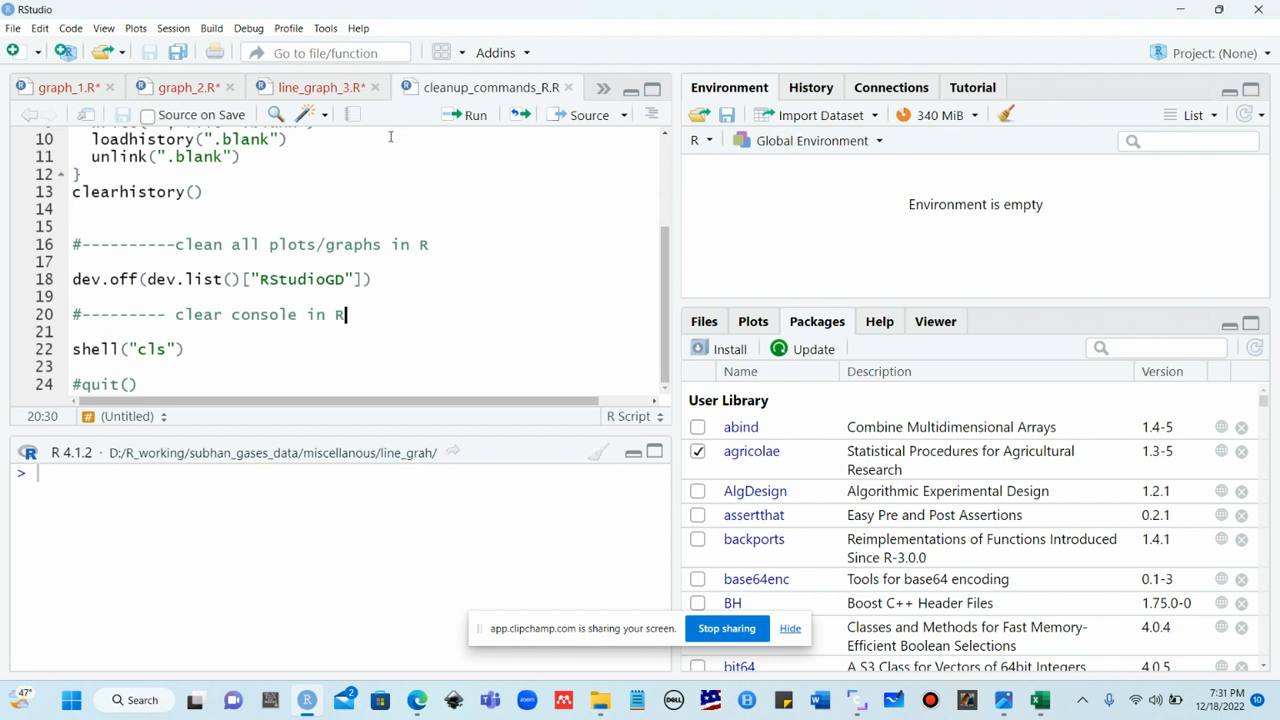 RStudio
File Edit Code View Plots Session Build Debug Profile Tools Help
Go to file/function
Addins
Project: (None)
graph_1.R*
graph_2.R*
line_graph_3.R*
cleanup_commands_R.R
Source on Save
Run
Source
10 loadhistory(".blank")
11 unlink(".blank")
12 }
13 clearhistory()
14
15
16 #----------clean all plots/graphs in R
17
18 dev.off(dev.list()["RStudioGD"])
19
20 #--------- clear console in R
21
22 shell("cls")
23
24 #quit()
20:30 # (Untitled) R Script
R 4.1.2 · D:/R_working/subhan_gases_data/miscellanous/line_grah/
>
Environment History Connections Tutorial
Import Dataset 340 MiB List
R Global Environment
Environment is empty
Files Plots Packages Help Viewer
Install Update
Name Description Version
User Library
abind Combine Multidimensional Arrays 1.4-5
agricolae Statistical Procedures for Agricultural Research 1.3-5
AlgDesign Algorithmic Experimental Design 1.2.1
assertthat Easy Pre and Post Assertions 0.2.1
backports Reimplementations of Functions Introduced Since R-3.0.0 1.4.1
base64enc Tools for base64 encoding 0.1-3
BH Boost C++ Header Files 1.75.0-0
Classes and Methods for Fast Memory-Efficient Boolean Selections 4.0.4
bit64 A S3 Class for Vectors of 64bit Integers 4.0.5
app.clipchamp.com is sharing your screen. Stop sharing Hide
47°
Search
7:31 PM
12/18/2022
10